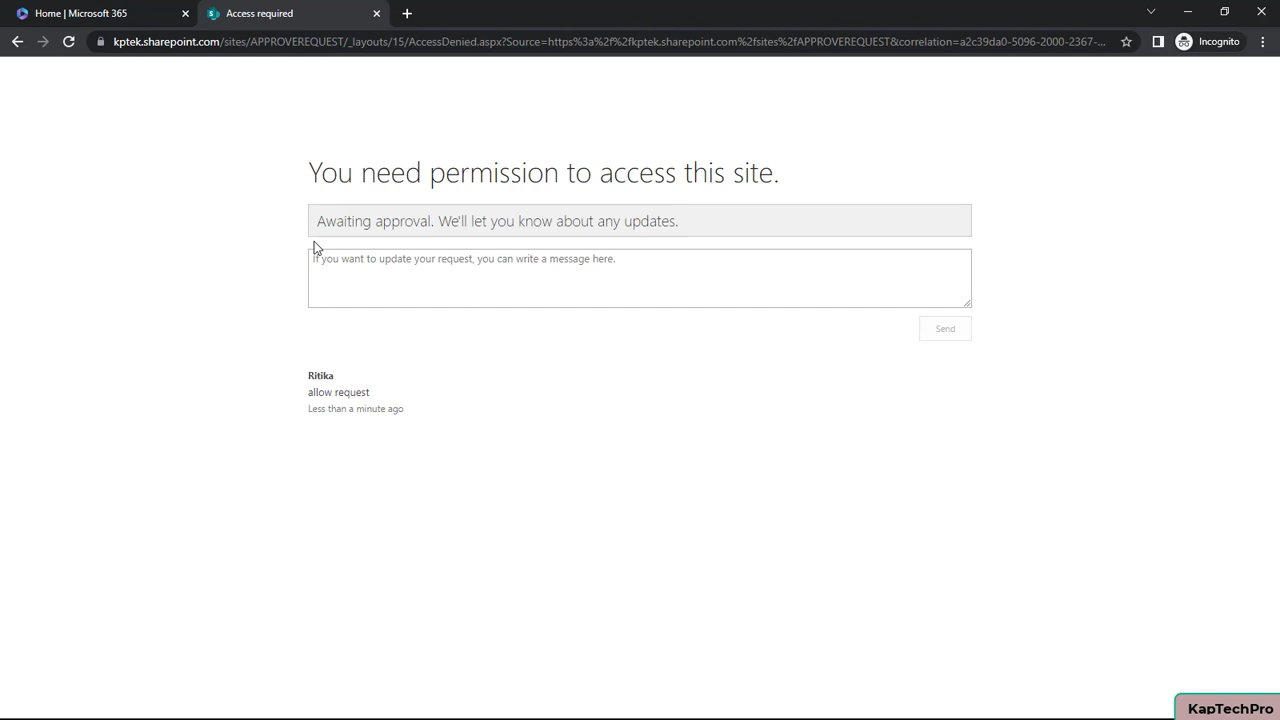 Home | Microsoft 365
Access required
kptek.sharepoint.com/sites/APPROVEREQUEST/_layouts/15/AccessDenied.aspx?Source=https%3a%2f%2fkptek.sharepoint.com%2fsites%2fAPPROVEREQUEST&correlation=a2c39da0-5096-2000-2367-...
Incognito
You need permission to access this site.
Awaiting approval. We'll let you know about any updates.
If you want to update your request, you can write a message here.
Send
Ritika
allow request
Less than a minute ago
KapTechPro